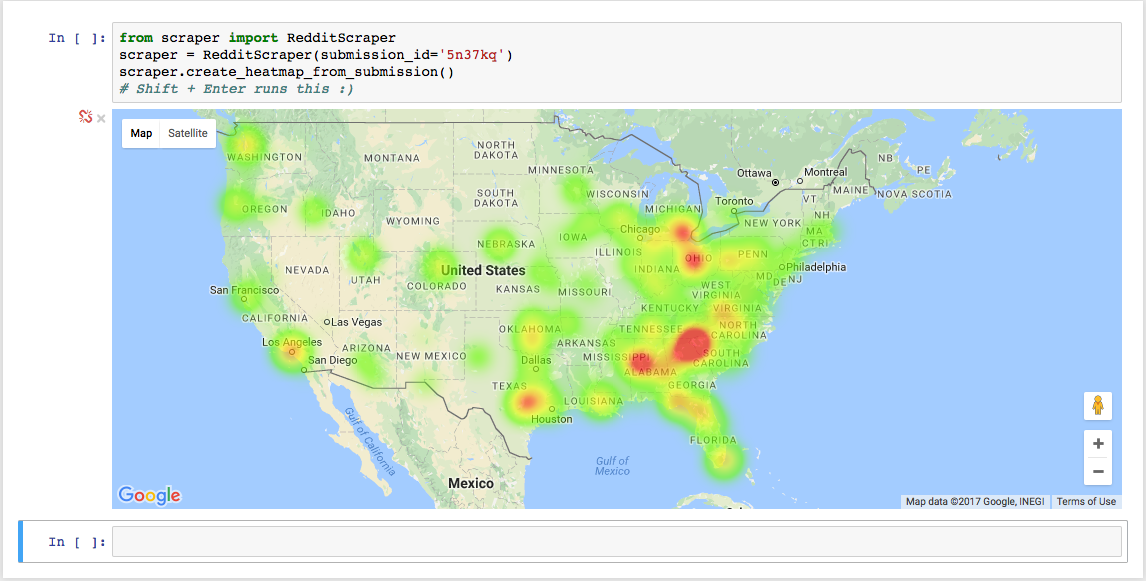 In [ ]:
from scraper import RedditScraper
scraper = RedditScraper(submission_id='5n37kq')
scraper.create_heatmap_from_submission()
# Shift + Enter runs this :)
Map Satellite
WASHINGTON
MONTANA
NORTH
DAKOTA
MINNESOTA
Ottawa
Montreal
NB
PE
SOUTH
DAKOTA
WISCONSIN
MICHIGAN
Toronto
VT
MAINE
NOVA SCOTIA
OREGON
IDAHO
WYOMING
NH
NEW YORK
MA
CT RI
Chicago
IOWA
NEBRASKA
ILLINOIS
INDIANA
OHIO
PENN
Philadelphia
NEVADA
UTAH
COLORADO
United States
KANSAS
MISSOURI
WEST
VIRGINIA
MD
DE NJ
San Francisco
CALIFORNIA
Las Vegas
KENTUCKY
VIRGINIA
OKLAHOMA
TENNESSEE
NORTH
CAROLINA
Los Angeles
ARIZONA
NEW MEXICO
ARKANSAS
San Diego
Dallas
MISSISSIPPI
SOUTH
CAROLINA
ALABAMA
TEXAS
GEORGIA
LOUISIANA
Houston
Gulf of California
FLORIDA
Gulf of
Mexico
Mexico
Google
Map data ©2017 Google, INEGI
Terms of Use
In [ ]: